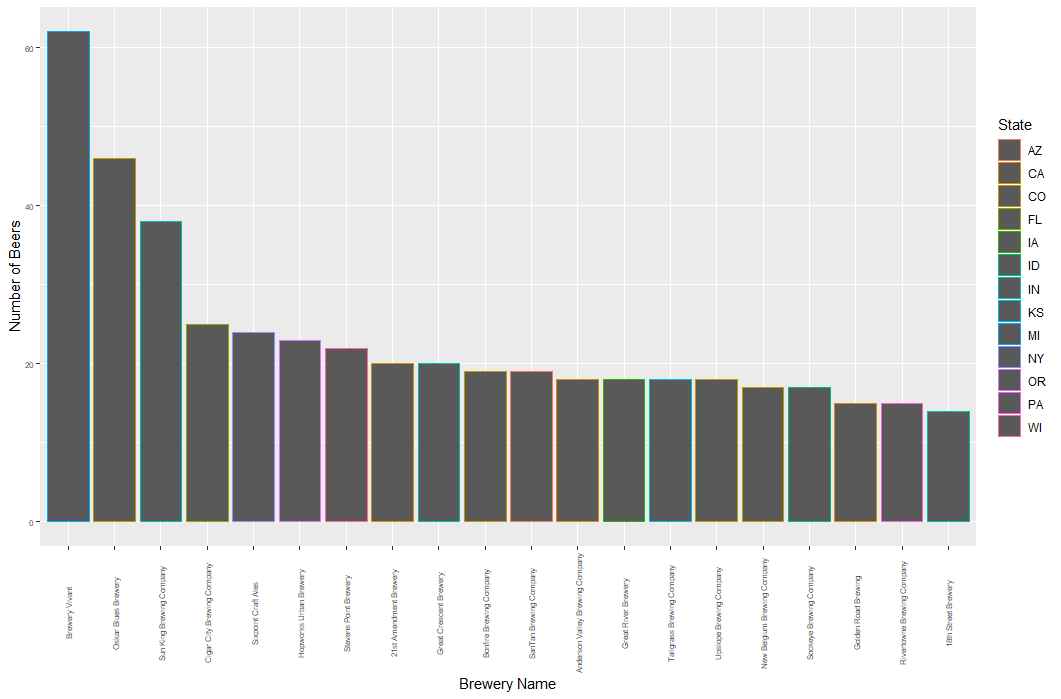 Number of Beers
60
40
20
0
Brewery Vivant
Oskar Blues Brewery
Sun King Brewing Company
Cigar City Brewing Company
Sixpoint Craft Ales
Hopworks Urban Brewery
Stevens Point Brewery
21st Amendment Brewery
Great Crescent Brewery
Bonfire Brewing Company
SanTan Brewing Company
Anderson Valley Brewing Company
Great River Brewery
Tallgrass Brewing Company
Upslope Brewing Company
New Belgium Brewing Company
Sockeye Brewing Company
Golden Road Brewing
Rivertowne Brewing Company
18th Street Brewery
Brewery Name
State
AZ
CA
CO
FL
IA
ID
IN
KS
MI
NY
OR
PA
WI